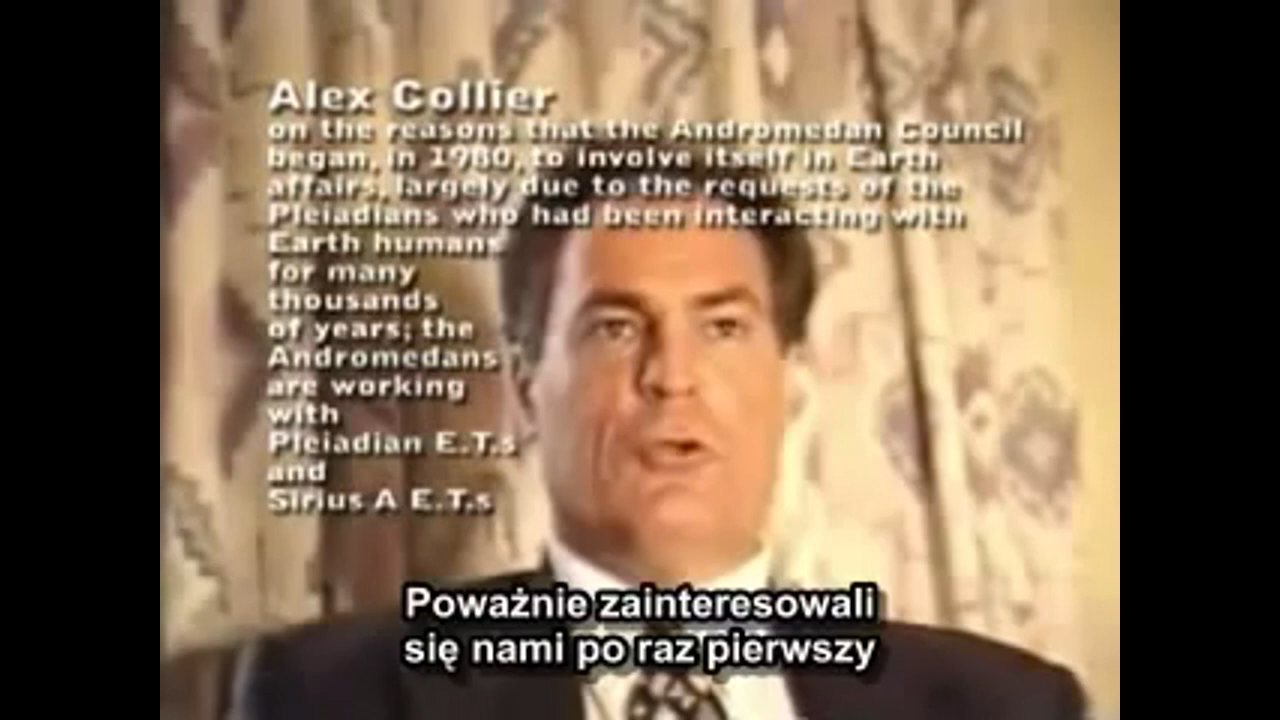 Alex Collier
on the reasons that the Andromedan Council
began, in 1980, to involve itself in Earth
affairs, largely due to the requests of the
Pleiadians who had been interacting with
Earth humans
for many
thousands
of years; the
Andromedans
are working
with
Pleiadian E.T.s
and
Sirius A E.T.s
Poważnie zainteresowali
się nami po raz pierwszy